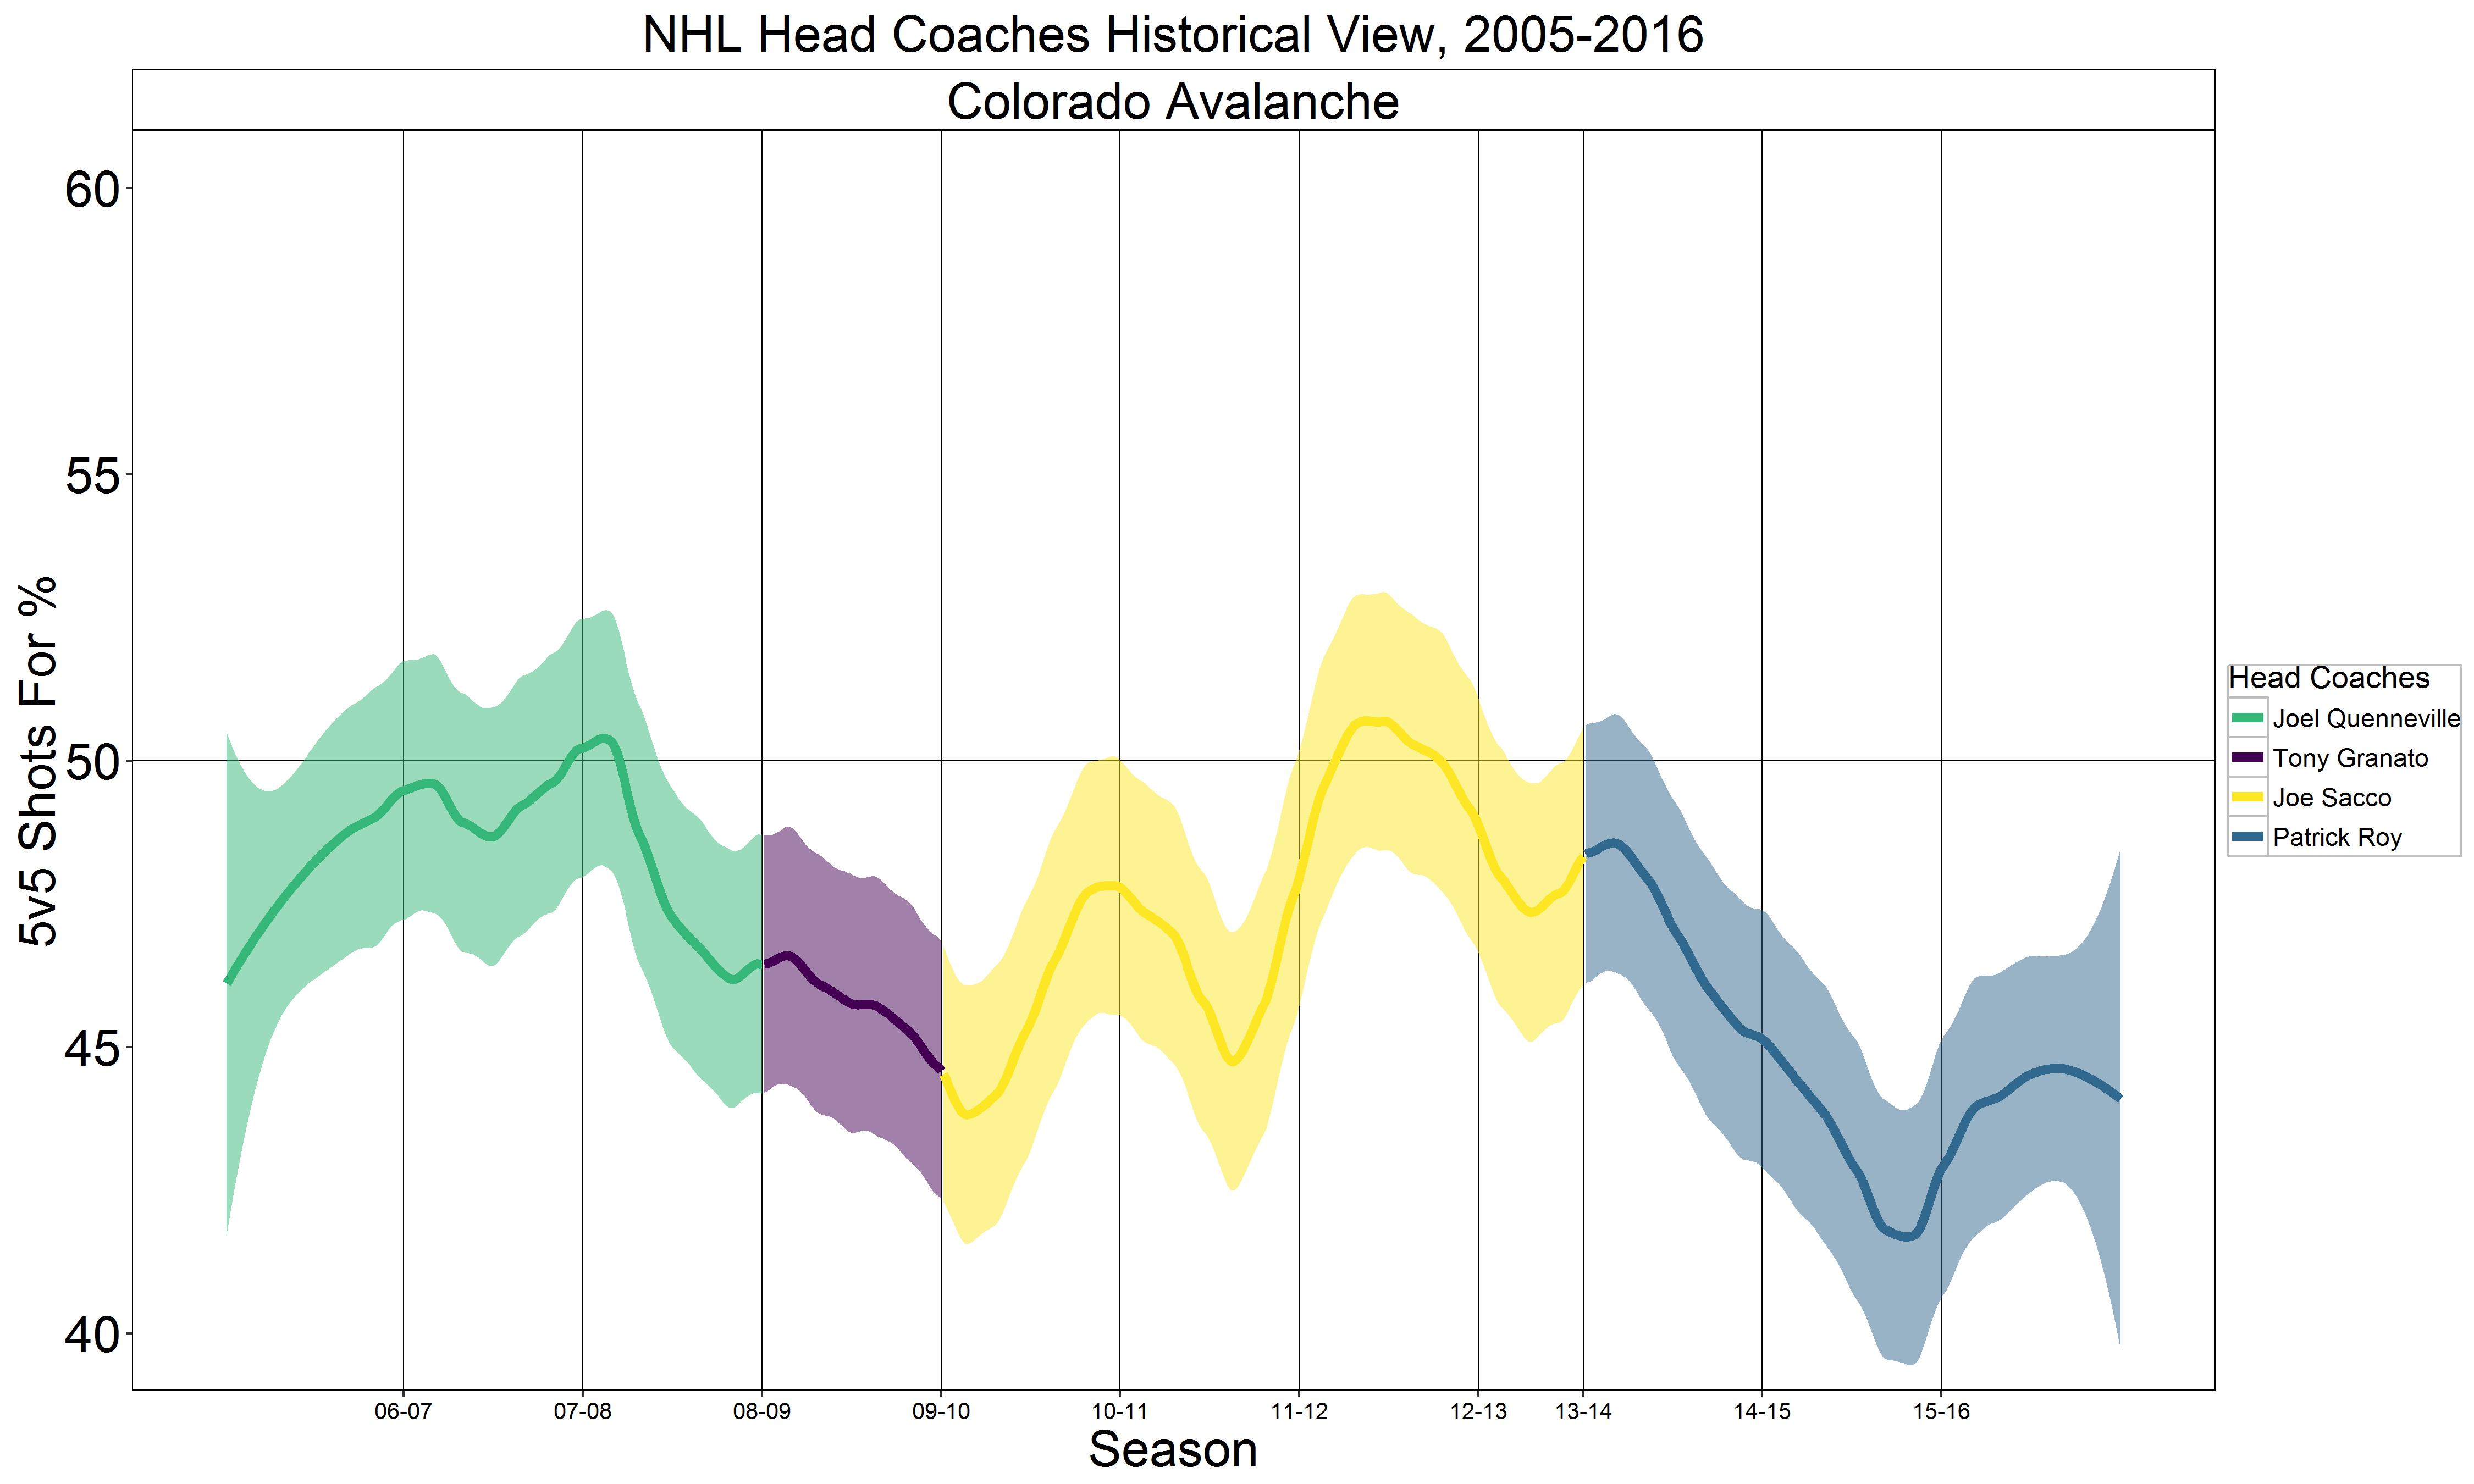 NHL Head Coaches Historical View, 2005-2016
Colorado Avalanche
5v5 Shots For %
60
55
50
45
40
06-07 07-08 08-09 09-10 10-11 11-12 12-13 13-14 14-15 15-16
Season
Head Coaches
Joel Quenneville
Tony Granato
Joe Sacco
Patrick Roy